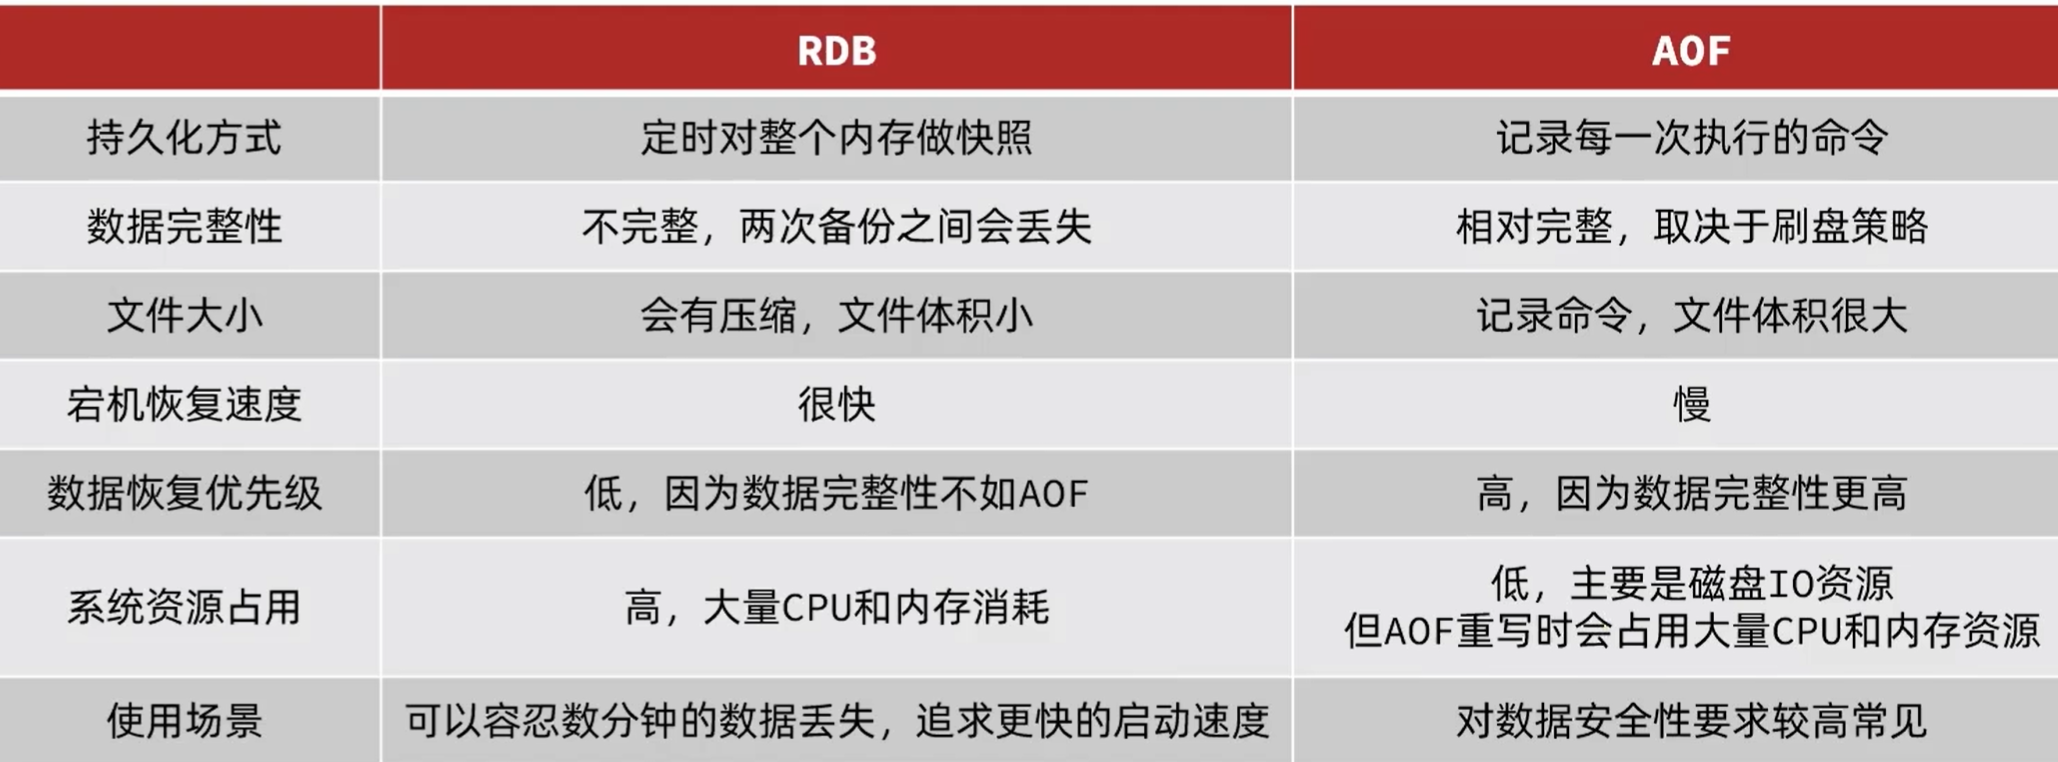 RDB AOF
持久化方式 定时对整个内存做快照 记录每一次执行的命令
数据完整性 不完整，两次备份之间会丢失 相对完整，取决于刷盘策略
文件大小 会有压缩，文件体积小 记录命令，文件体积很大
宕机恢复速度 很快 慢
数据恢复优先级 低，因为数据完整性不如AOF 高，因为数据完整性更高
系统资源占用 高，大量CPU和内存消耗 低，主要是磁盘IO资源
但AOF重写时会占用大量CPU和内存资源
使用场景 可以容忍数分钟的数据丢失，追求更快的启动速度 对数据安全性要求较高常见